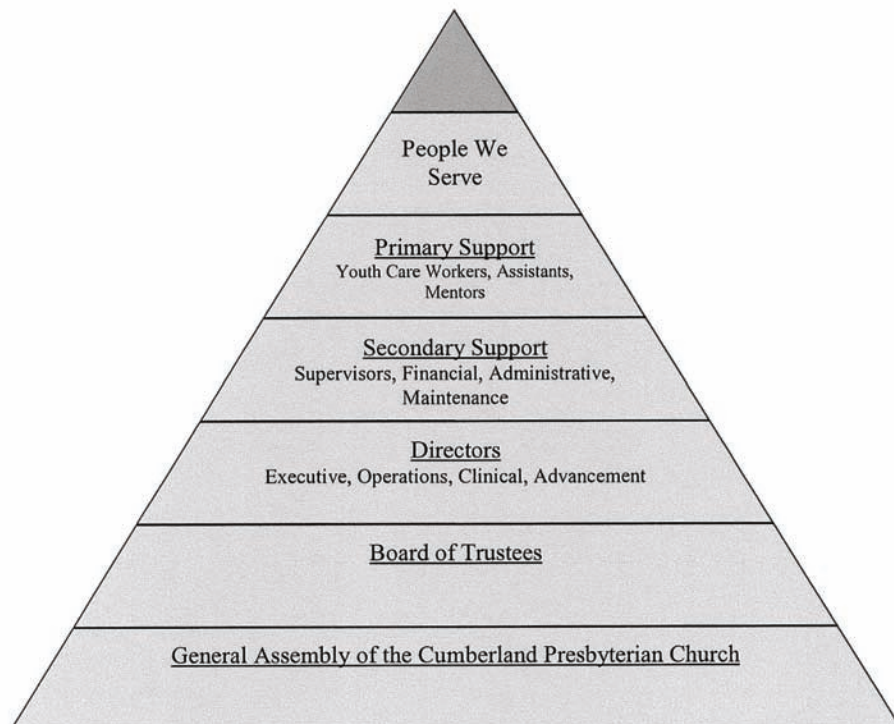 People We
Serve
Primary Support
Youth Care Workers, Assistants,
Mentors
Secondary Support
Supervisors, Financial, Administrative,
Maintenance
Directors
Executive, Operations, Clinical, Advancement
Board of Trustees
General Assembly of the Cumberland Presbyterian Church